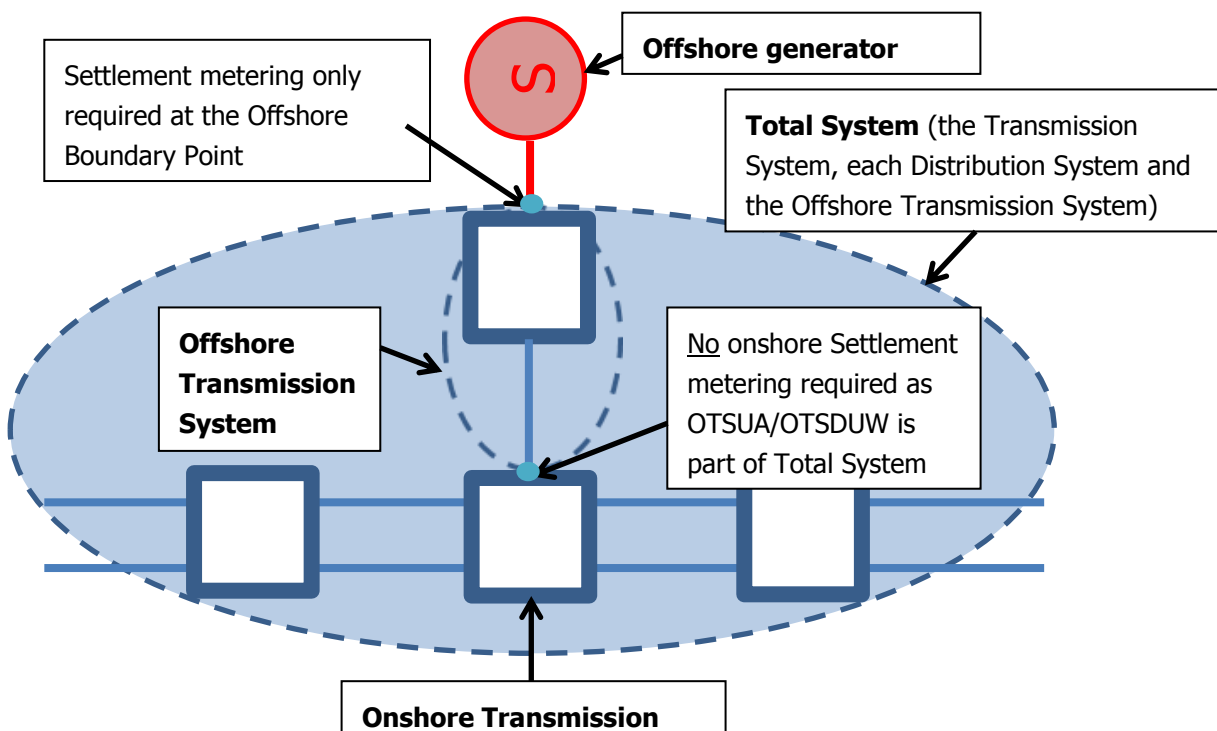 Settlement metering only
required at the Offshore
Boundary Point
S
Offshore generator
Total System (the Transmission
System, each Distribution System and
the Offshore Transmission System)
Offshore
Transmission
System
No onshore Settlement
metering required as
OTSUA/OTSDUW is
part of Total System
Onshore Transmission